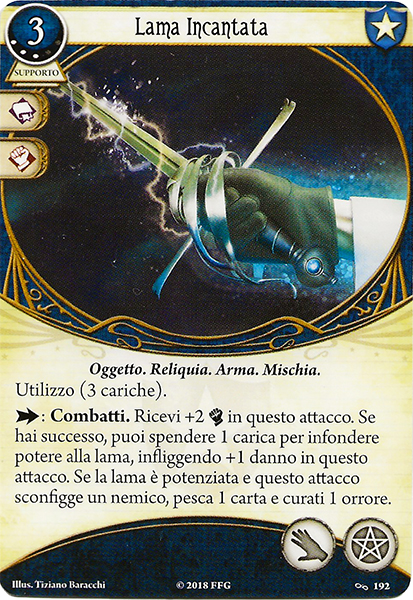 3
Lama Incantata
SUPPORTO
Oggetto. Reliquia. Arma. Mischia.
Utilizzo (3 cariche).
: Combatti. Ricevi +2 in questo attacco. Se
hai successo, puoi spendere 1 carica per infondere
potere alla lama, infliggendo +1 danno in questo
attacco. Se la lama è potenziata e questo attacco
sconfigge un nemico, pesca 1 carta e curati 1 orrore.
Illus. Tiziano Baracchi
© 2018 FFG
192